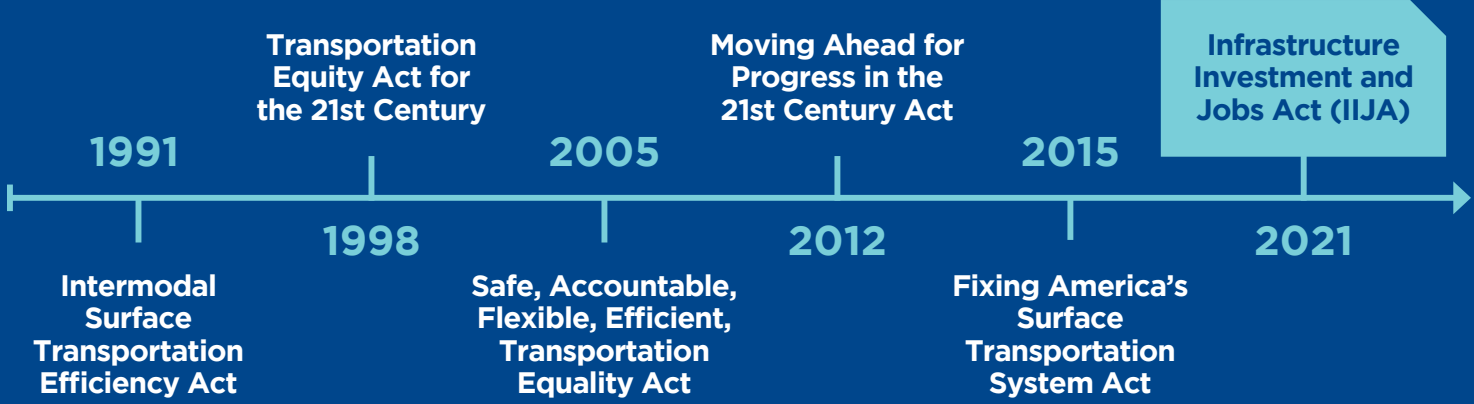 1991
Intermodal
Surface
Transportation
Efficiency Act
Transportation
Equity Act for
the 21st Century
1998
2005
Safe, Accountable,
Flexible, Efficient,
Transportation
Equality Act
Moving Ahead for
Progress in the
21st Century Act
2012
2015
Fixing America's
Surface
Transportation
System Act
Infrastructure
Investment and
Jobs Act (IIJA)
2021